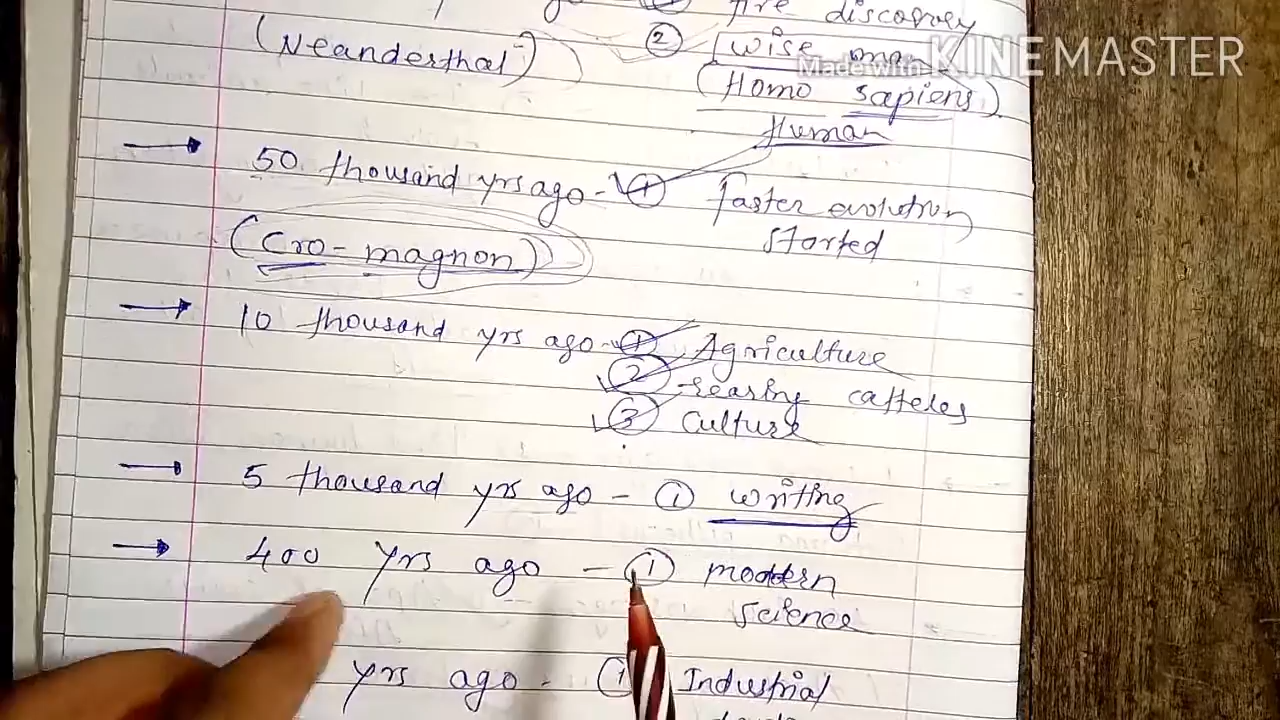 fire discovery
(Neanderthal)
② wise man
Made with KINEMASTER
(Homo sapiens)
Human
→ 50 thousand yrs ago - ① faster evolution
started
(Cro-magnon)
→ 10 thousand yrs ago - ① Agriculture
② rearing catteles
③ culture
→ 5 thousand yrs ago - ① writing
→ 400 yrs ago - ① modern
science
yrs ago - ① Industrial